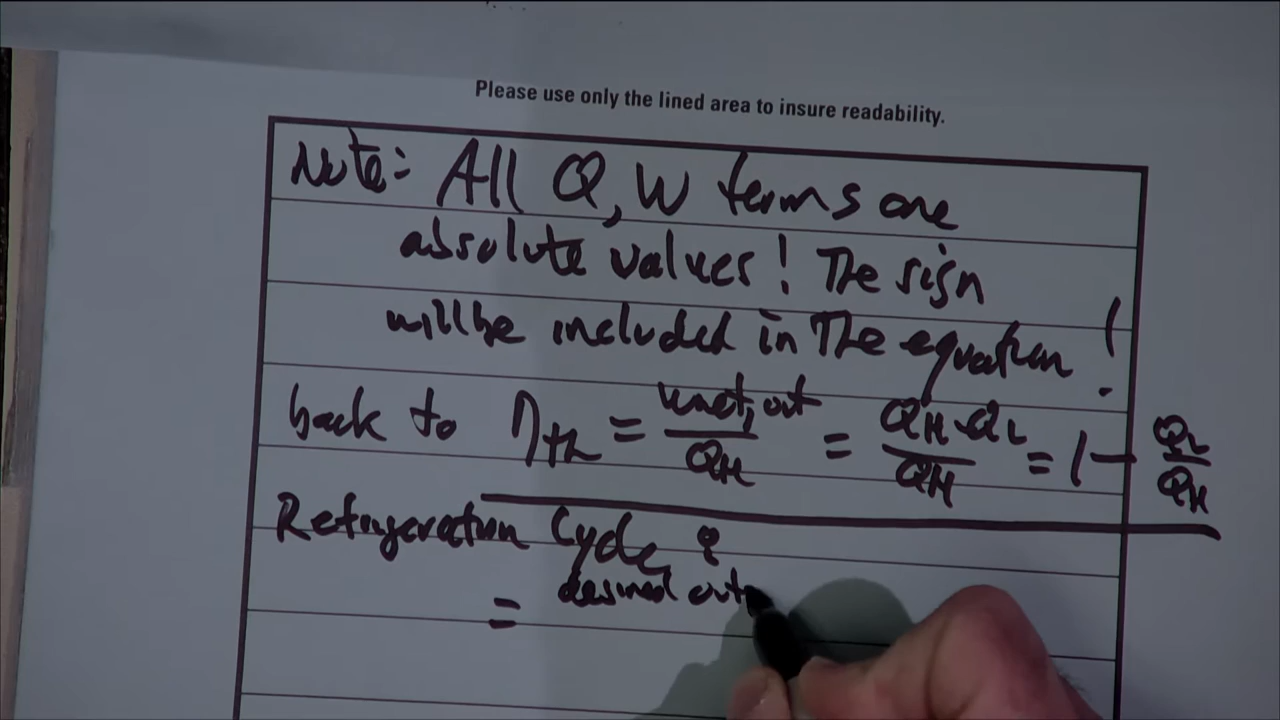 Please use only the lined area to insure readability.
Note: All Q, W terms are
absolute values! The sign
will be included in the equation!
back to ηth = Wnet, out / QH = QH - QL / QH = 1 - QL / QH
Refrigeration Cycle
= desired out